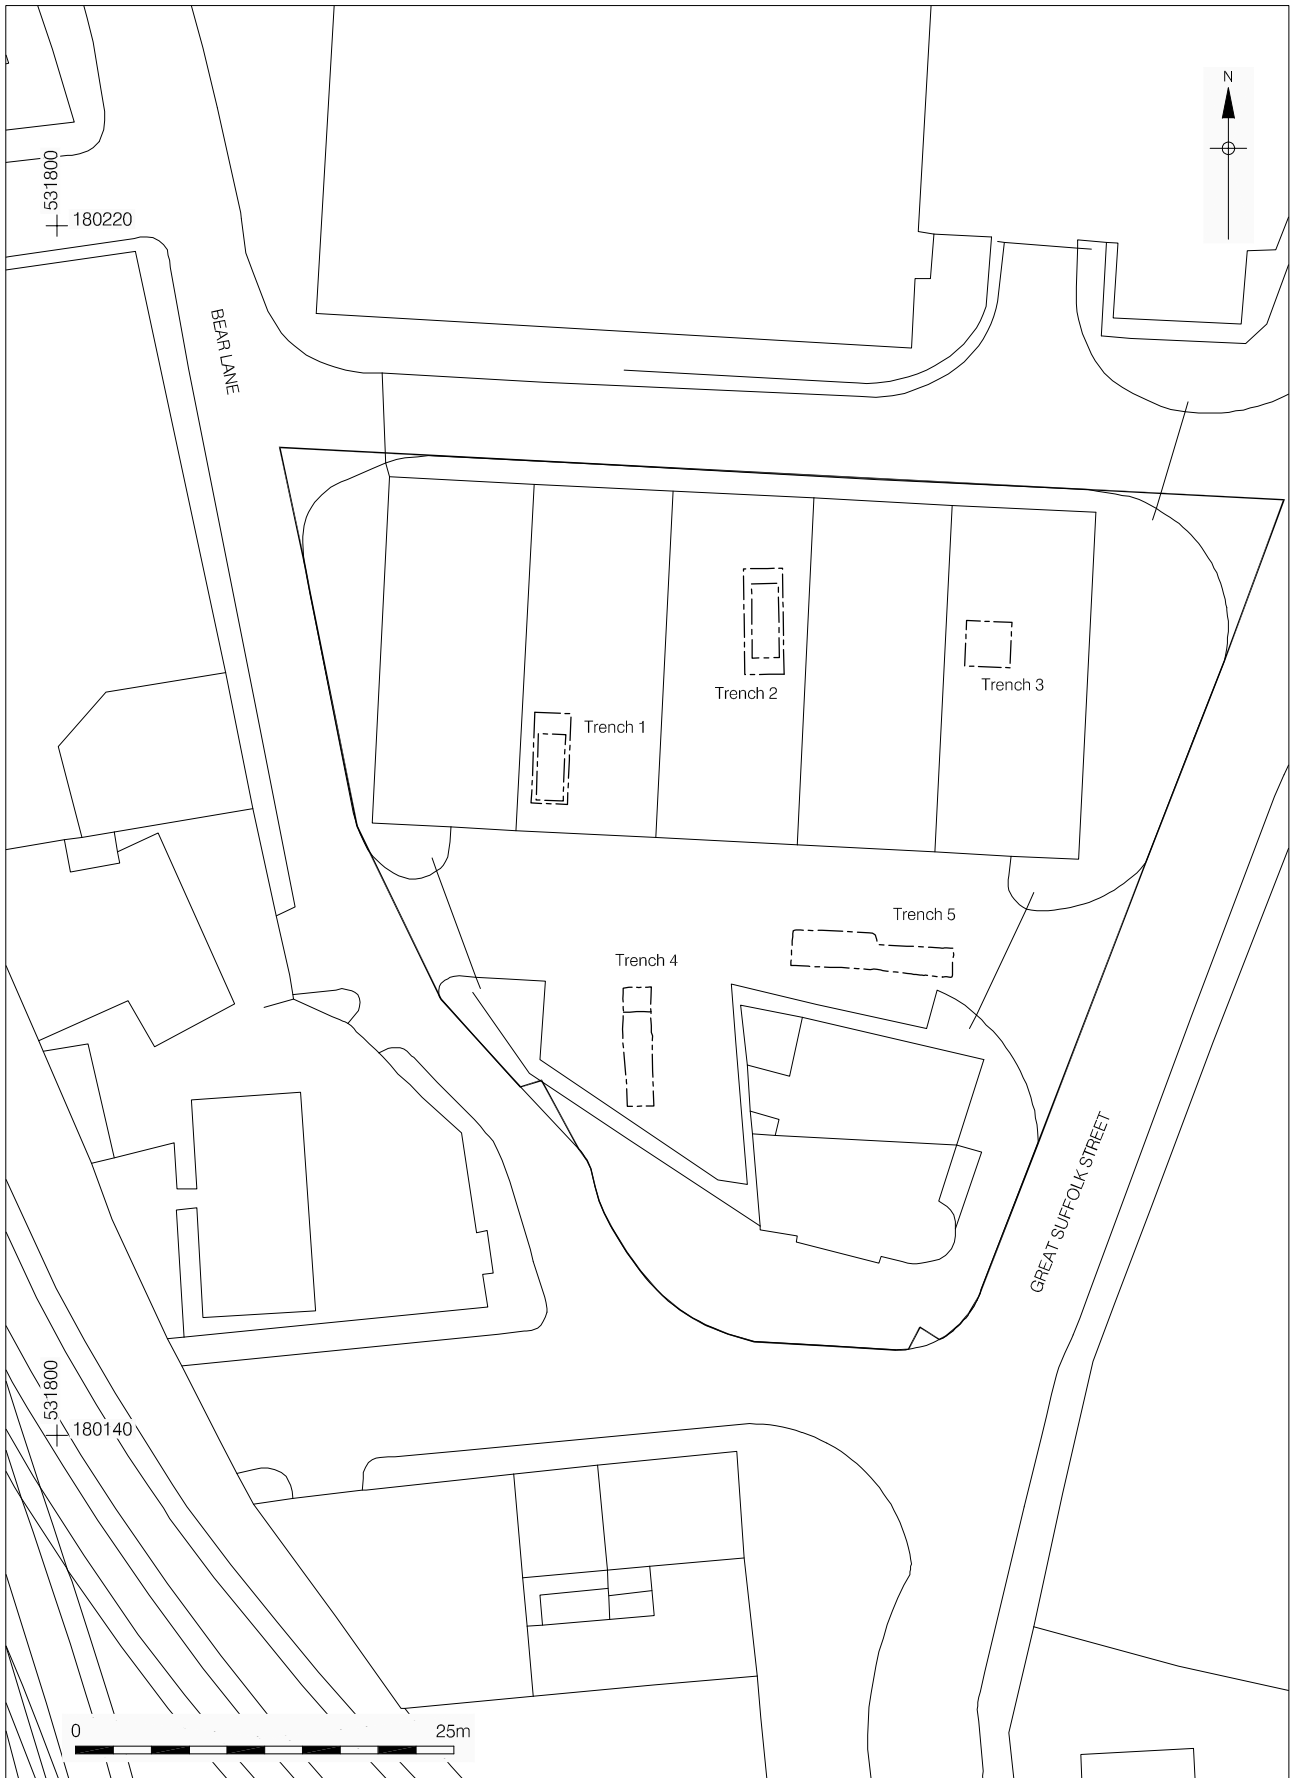 N
531800
180220
BEAR LANE
Trench 3
Trench 2
Trench 1
Trench 5
Trench 4
GREAT SUFFOLK STREET
531800
180140
0 25m